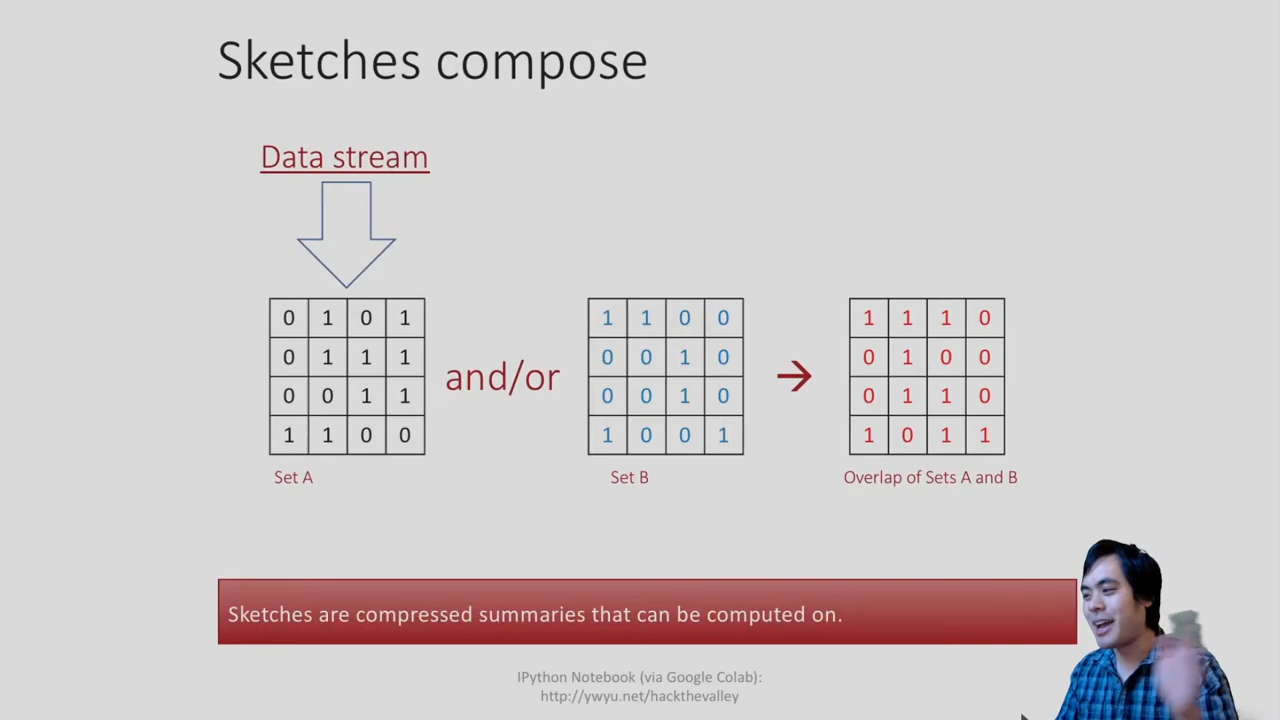 Sketches compose
Data stream
0 1 0 1
0 1 1 1
0 0 1 1
1 1 0 0
Set A
and/or
1 1 0 0
0 0 1 0
0 0 1 0
1 0 0 1
Set B
→
1 1 1 0
0 1 0 0
0 1 1 0
1 0 1 1
Overlap of Sets A and B
Sketches are compressed summaries that can be computed on.
IPython Notebook (via Google Colab):
http://ywyu.net/hackthevalley